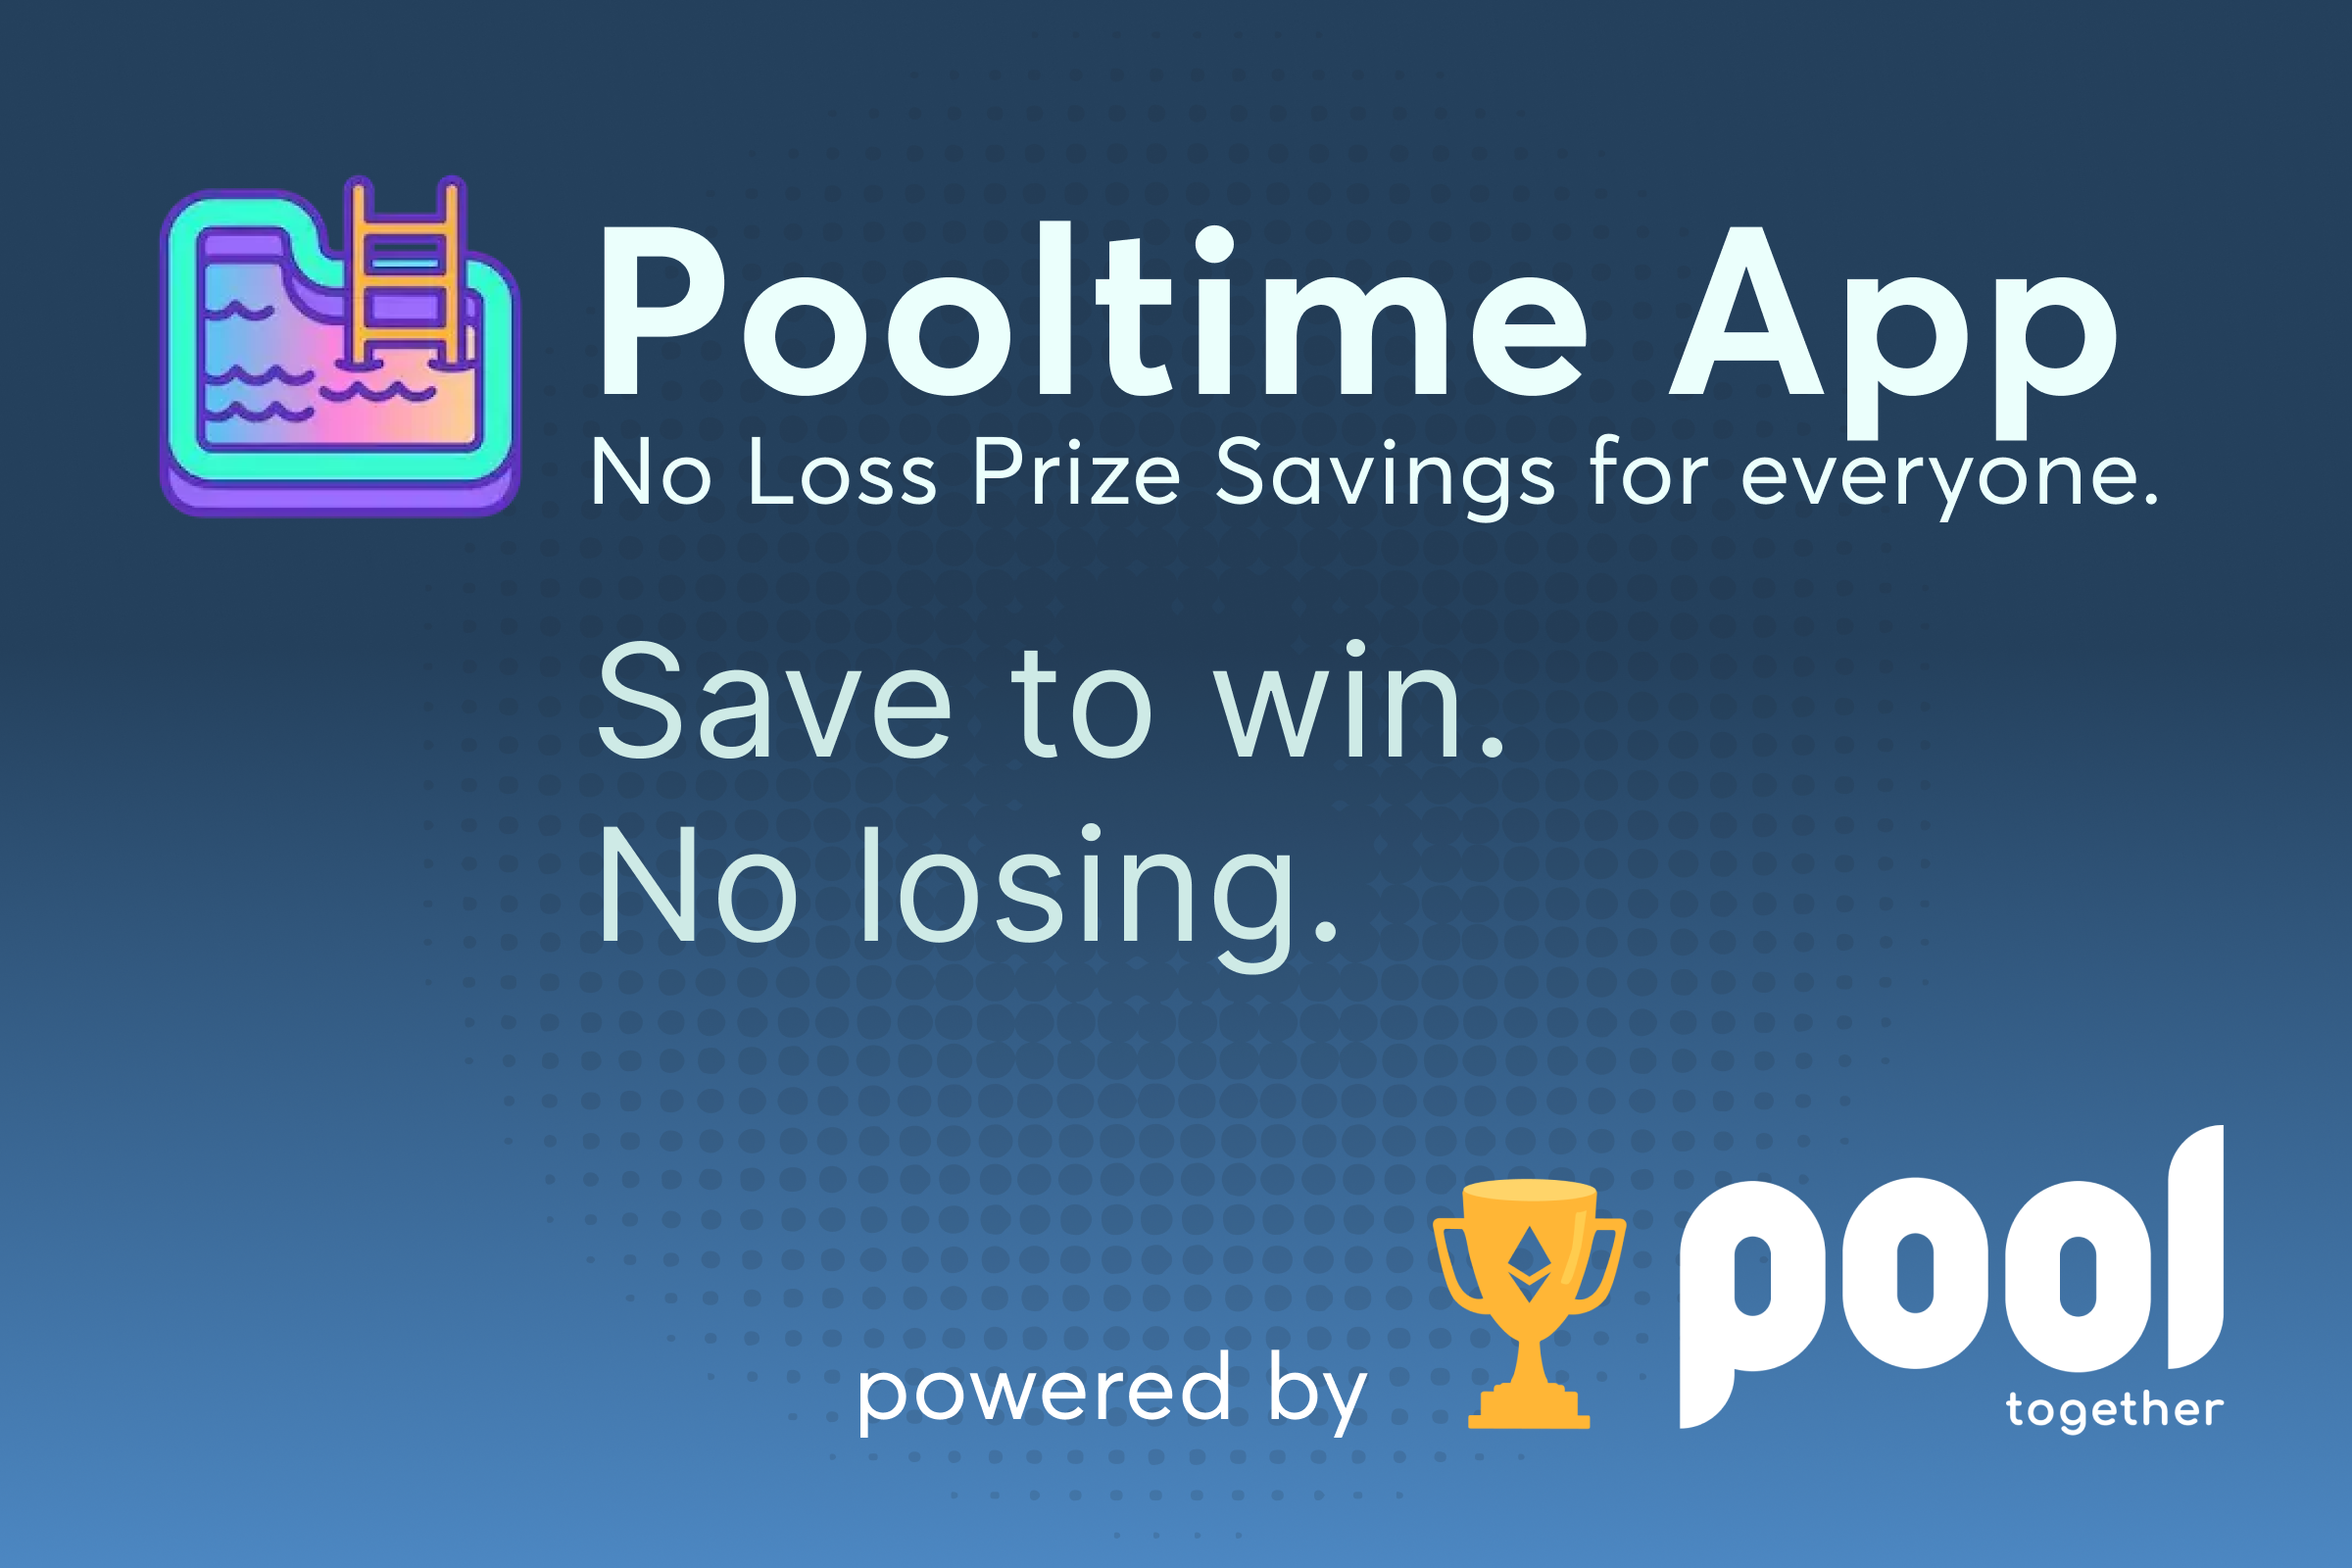 Pooltime App
No Loss Prize Savings for everyone.
Save to win.
No losing.
powered by
pool
together